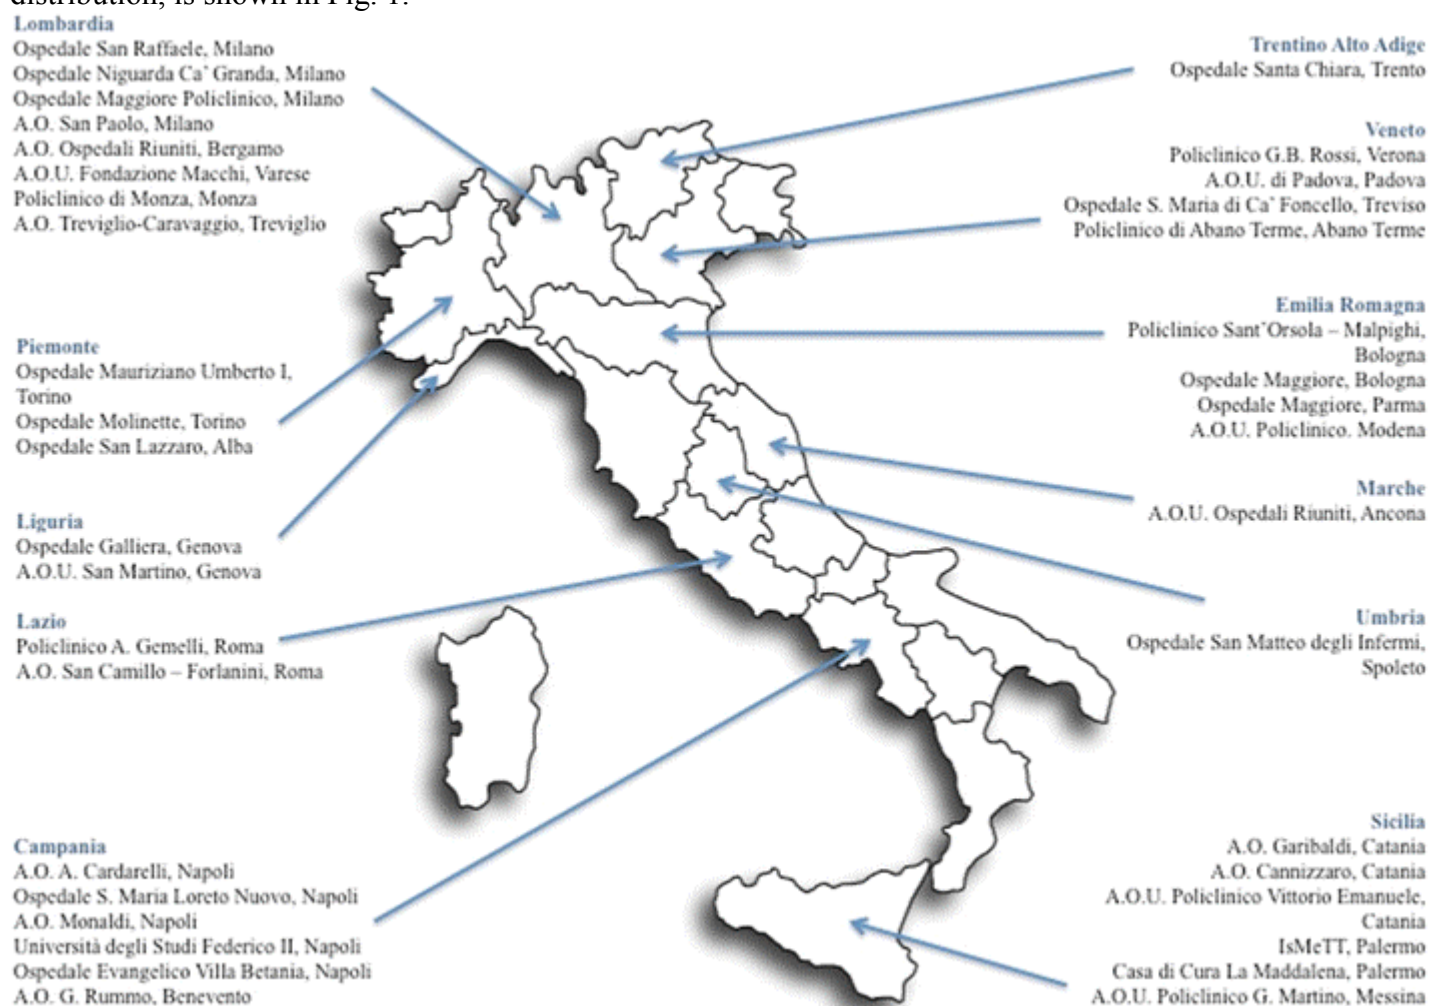 distribution, is shown in Fig. 1.
Lombardia
Ospedale San Raffaele, Milano
Ospedale Niguarda Ca' Granda, Milano
Ospedale Maggiore Policlinico, Milano
A.O. San Paolo, Milano
A.O. Ospedali Riuniti, Bergamo
A.O.U. Fondazione Macchi, Varese
Policlinico di Monza, Monza
A.O. Treviglio-Caravaggio, Treviglio
Piemonte
Ospedale Mauriziano Umberto I,
Torino
Ospedale Molinette, Torino
Ospedale San Lazzaro, Alba
Liguria
Ospedale Galliera, Genova
A.O.U. San Martino, Genova
Lazio
Policlinico A. Gemelli, Roma
A.O. San Camillo – Forlanini, Roma
Campania
A.O. A. Cardarelli, Napoli
Ospedale S. Maria Loreto Nuovo, Napoli
A.O. Monaldi, Napoli
Università degli Studi Federico II, Napoli
Ospedale Evangelico Villa Betania, Napoli
A.O. G. Rummo, Benevento
Trentino Alto Adige
Ospedale Santa Chiara, Trento
Veneto
Policlinico G.B. Rossi, Verona
A.O.U. di Padova, Padova
Ospedale S. Maria di Ca' Foncello, Treviso
Policlinico di Abano Terme, Abano Terme
Emilia Romagna
Policlinico Sant'Orsola – Malpighi,
Bologna
Ospedale Maggiore, Bologna
Ospedale Maggiore, Parma
A.O.U. Policlinico. Modena
Marche
A.O.U. Ospedali Riuniti, Ancona
Umbria
Ospedale San Matteo degli Infermi,
Spoleto
Sicilia
A.O. Garibaldi, Catania
A.O. Cannizzaro, Catania
A.O.U. Policlinico Vittorio Emanuele,
Catania
IsMeTT, Palermo
Casa di Cura La Maddalena, Palermo
A.O.U. Policlinico G. Martino, Messina